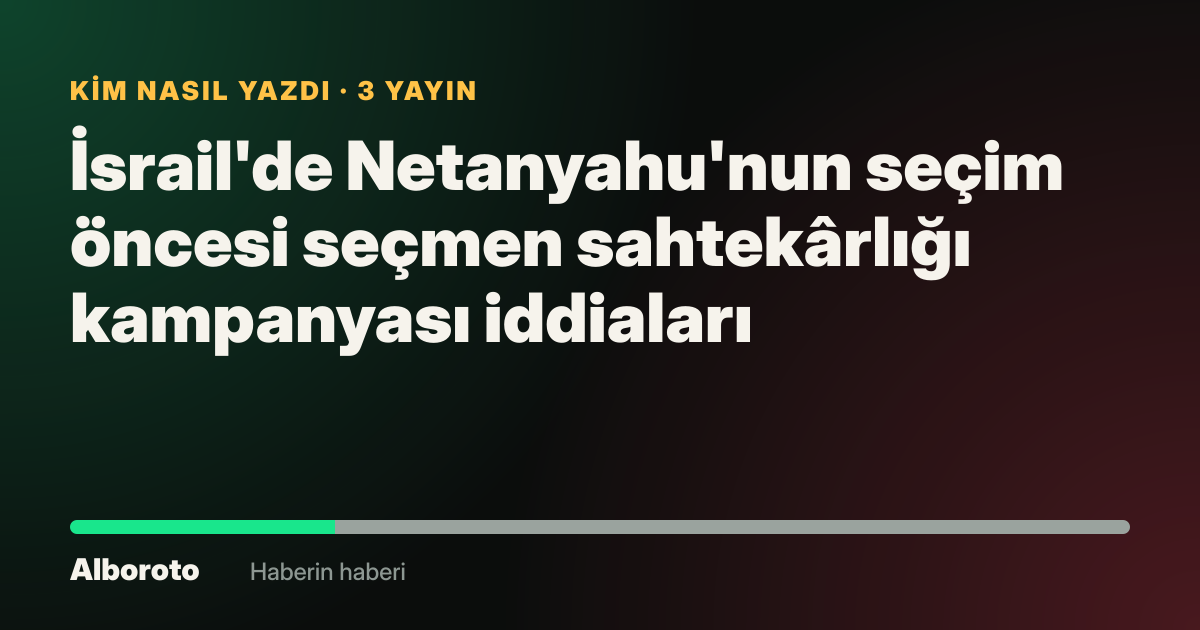 KİM NASIL YAZDI · 3 YAYIN
İsrail'de Netanyahu'nun seçim
öncesi seçmen sahtekârlığı
kampanyası iddiaları
Alboroto Haberin haberi